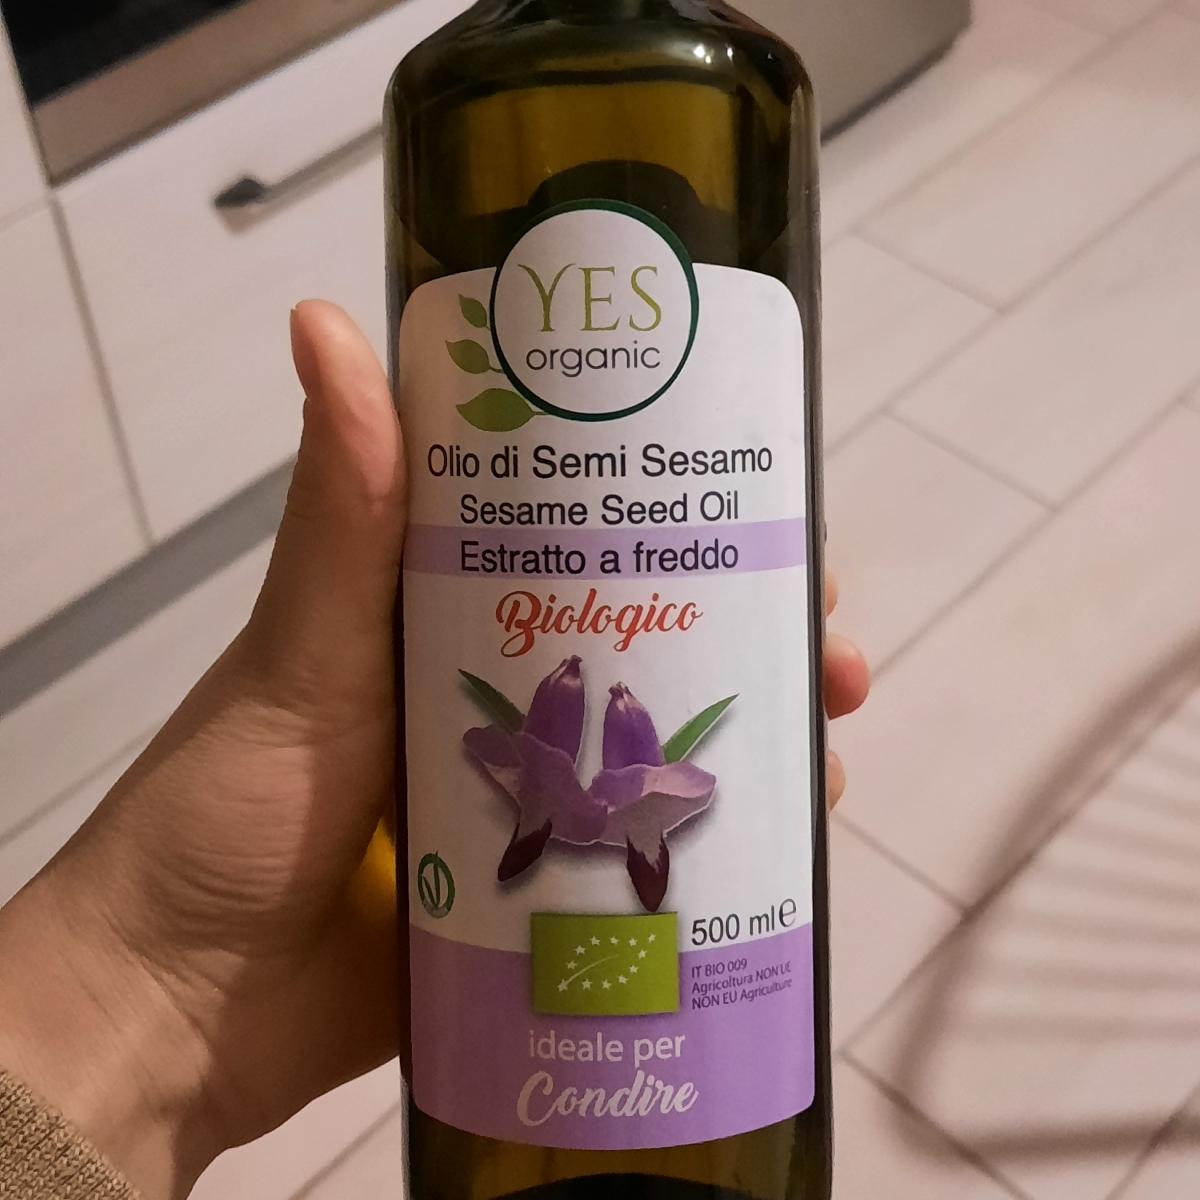 YES
organic
Olio di Semi Sesamo
Sesame Seed Oil
Estratto a freddo
Biologico
500 ml e
IT BIO 009
Agricoltura NON UE
NON EU Agriculture
ideale per
Condire